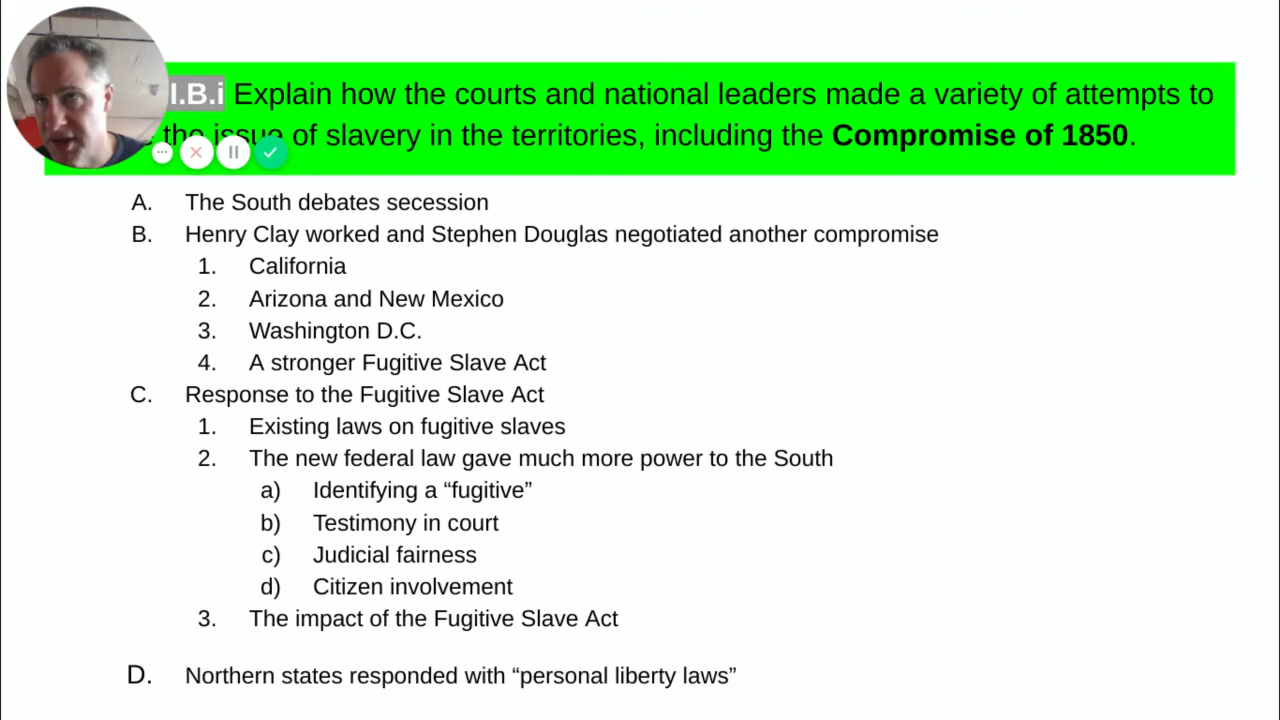 I.B.i Explain how the courts and national leaders made a variety of attempts to
the issue of slavery in the territories, including the Compromise of 1850.
A. The South debates secession
B. Henry Clay worked and Stephen Douglas negotiated another compromise
1. California
2. Arizona and New Mexico
3. Washington D.C.
4. A stronger Fugitive Slave Act
C. Response to the Fugitive Slave Act
1. Existing laws on fugitive slaves
2. The new federal law gave much more power to the South
a) Identifying a “fugitive”
b) Testimony in court
c) Judicial fairness
d) Citizen involvement
3. The impact of the Fugitive Slave Act
D. Northern states responded with “personal liberty laws”